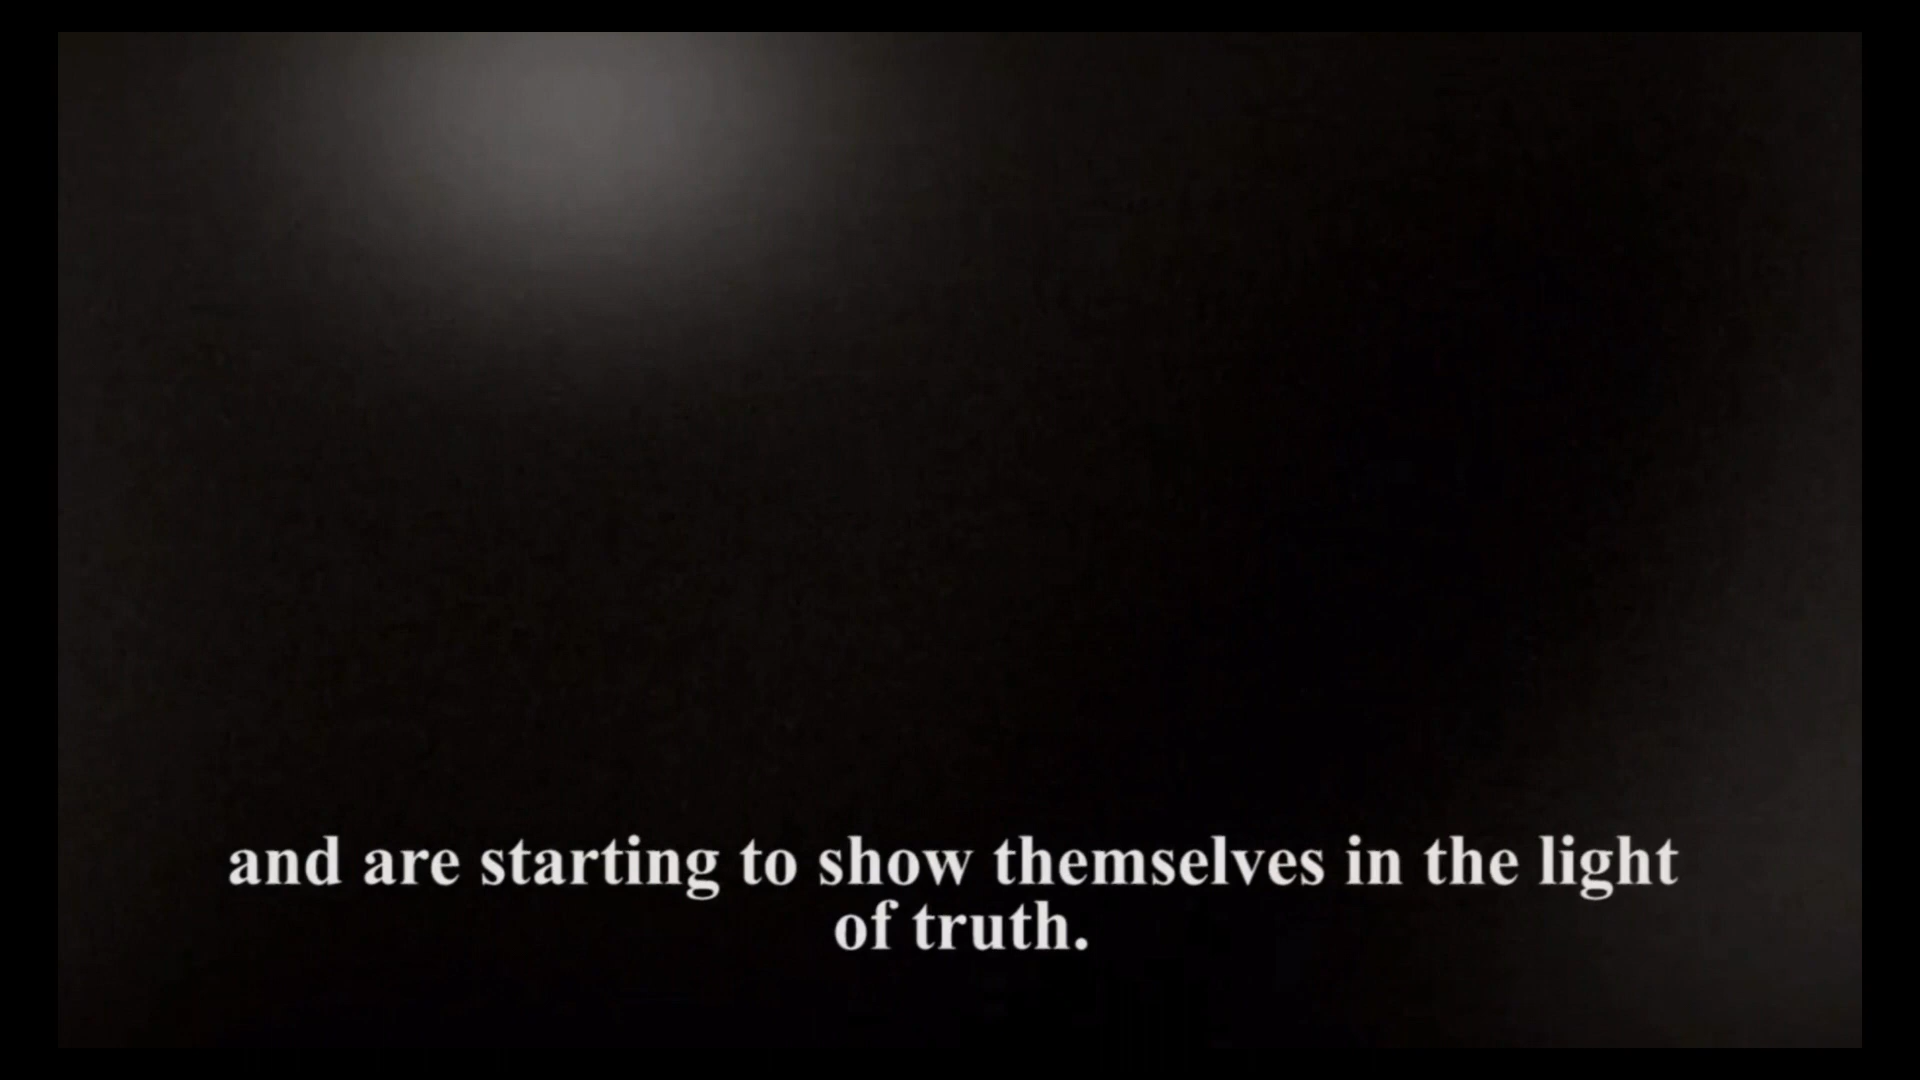 and are starting to show themselves in the light
of truth.